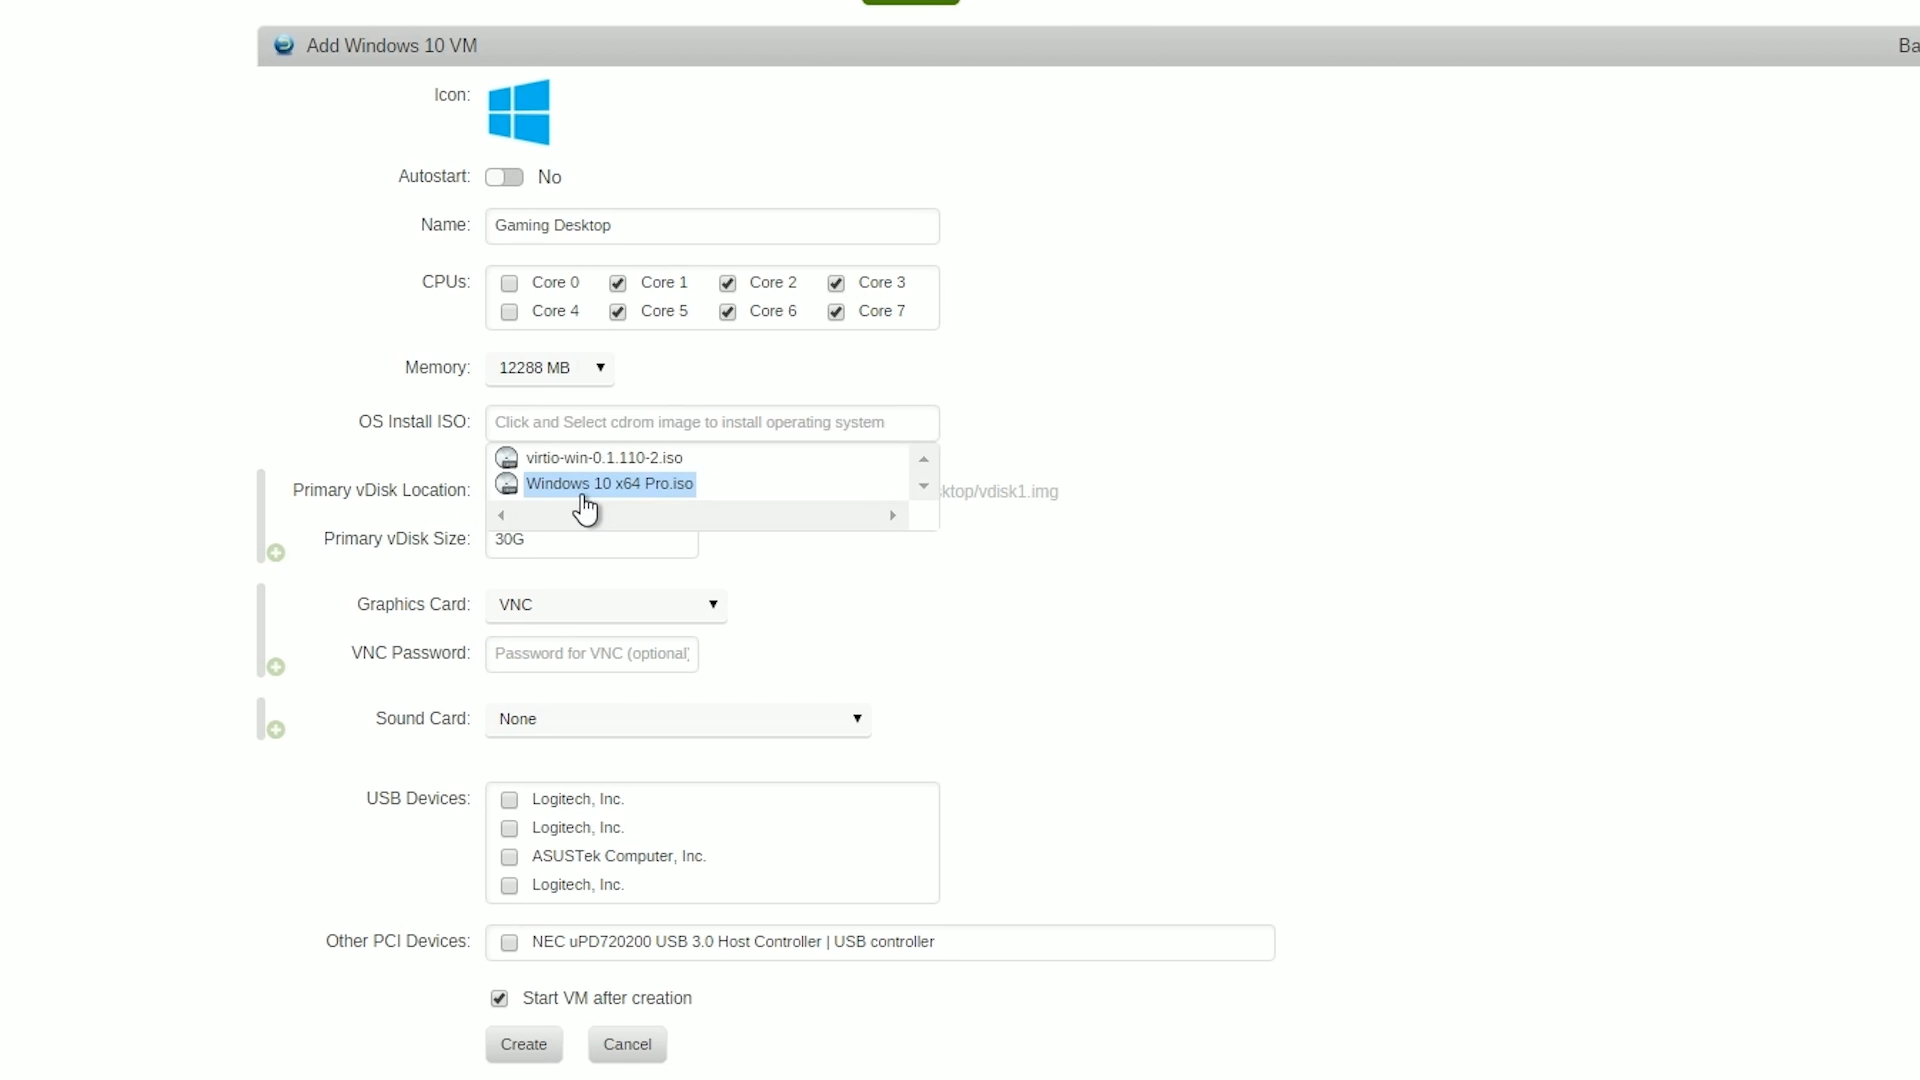 Add Windows 10 VM
Ba
Icon:
Autostart: No
Name: Gaming Desktop
CPUs: Core 0 Core 1 Core 2 Core 3
Core 4 Core 5 Core 6 Core 7
Memory: 12288 MB
OS Install ISO: Click and Select cdrom image to install operating system
virtio-win-0.1.110-2.iso
Windows 10 x64 Pro.iso
Primary vDisk Location: ktop/vdisk1.img
Primary vDisk Size: 30G
Graphics Card: VNC
VNC Password: Password for VNC (optional)
Sound Card: None
USB Devices: Logitech, Inc.
Logitech, Inc.
ASUSTek Computer, Inc.
Logitech, Inc.
Other PCI Devices: NEC uPD720200 USB 3.0 Host Controller | USB controller
Start VM after creation
Create Cancel